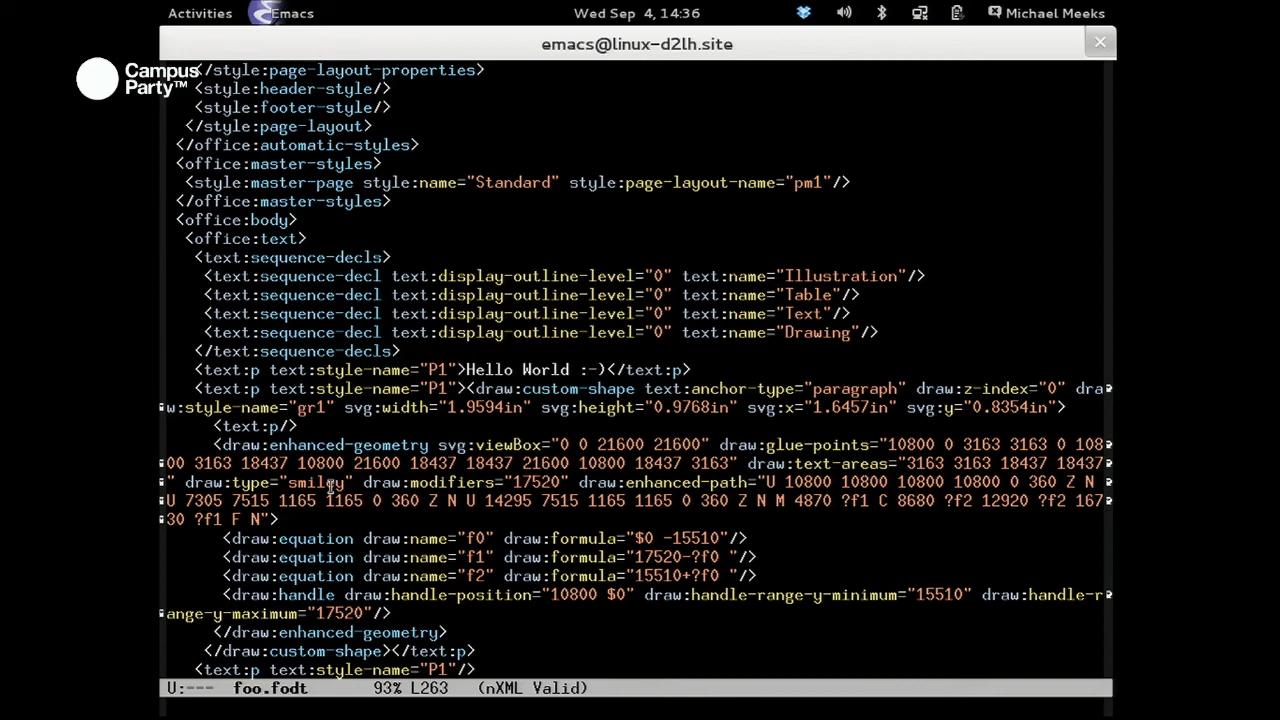 Activities Emacs Wed Sep 4, 14:36 Michael Meeks
emacs@linux-d2lh.site
Campus
Party™
</style:page-layout-properties>
<style:header-style/>
<style:footer-style/>
</style:page-layout>
</office:automatic-styles>
<office:master-styles>
<style:master-page style:name="Standard" style:page-layout-name="pm1"/>
</office:master-styles>
<office:body>
<office:text>
<text:sequence-decls>
<text:sequence-decl text:display-outline-level="0" text:name="Illustration"/>
<text:sequence-decl text:display-outline-level="0" text:name="Table"/>
<text:sequence-decl text:display-outline-level="0" text:name="Text"/>
<text:sequence-decl text:display-outline-level="0" text:name="Drawing"/>
</text:sequence-decls>
<text:p text:style-name="P1">Hello World :-)</text:p>
<text:p text:style-name="P1"><draw:custom-shape text:anchor-type="paragraph" draw:z-index="0" dra
w:style-name="gr1" svg:width="1.9594in" svg:height="0.9768in" svg:x="1.6457in" svg:y="0.8354in">
<text:p/>
<draw:enhanced-geometry svg:viewBox="0 0 21600 21600" draw:glue-points="10800 0 3163 3163 0 108
00 3163 18437 10800 21600 18437 18437 21600 10800 18437 3163" draw:text-areas="3163 3163 18437 18437
" draw:type="smiley" draw:modifiers="17520" draw:enhanced-path="U 10800 10800 10800 10800 0 360 Z N
U 7305 7515 1165 1165 0 360 Z N U 14295 7515 1165 1165 0 360 Z N M 4870 ?f1 C 8680 ?f2 12920 ?f2 167
30 ?f1 F N">
<draw:equation draw:name="f0" draw:formula="$0 -15510"/>
<draw:equation draw:name="f1" draw:formula="17520-?f0 "/>
<draw:equation draw:name="f2" draw:formula="15510+?f0 "/>
<draw:handle draw:handle-position="10800 $0" draw:handle-range-y-minimum="15510" draw:handle-r
ange-y-maximum="17520"/>
</draw:enhanced-geometry>
</draw:custom-shape></text:p>
<text:p text:style-name="P1"/>
U:--- foo.fodt 93% L263 (nXML Valid)